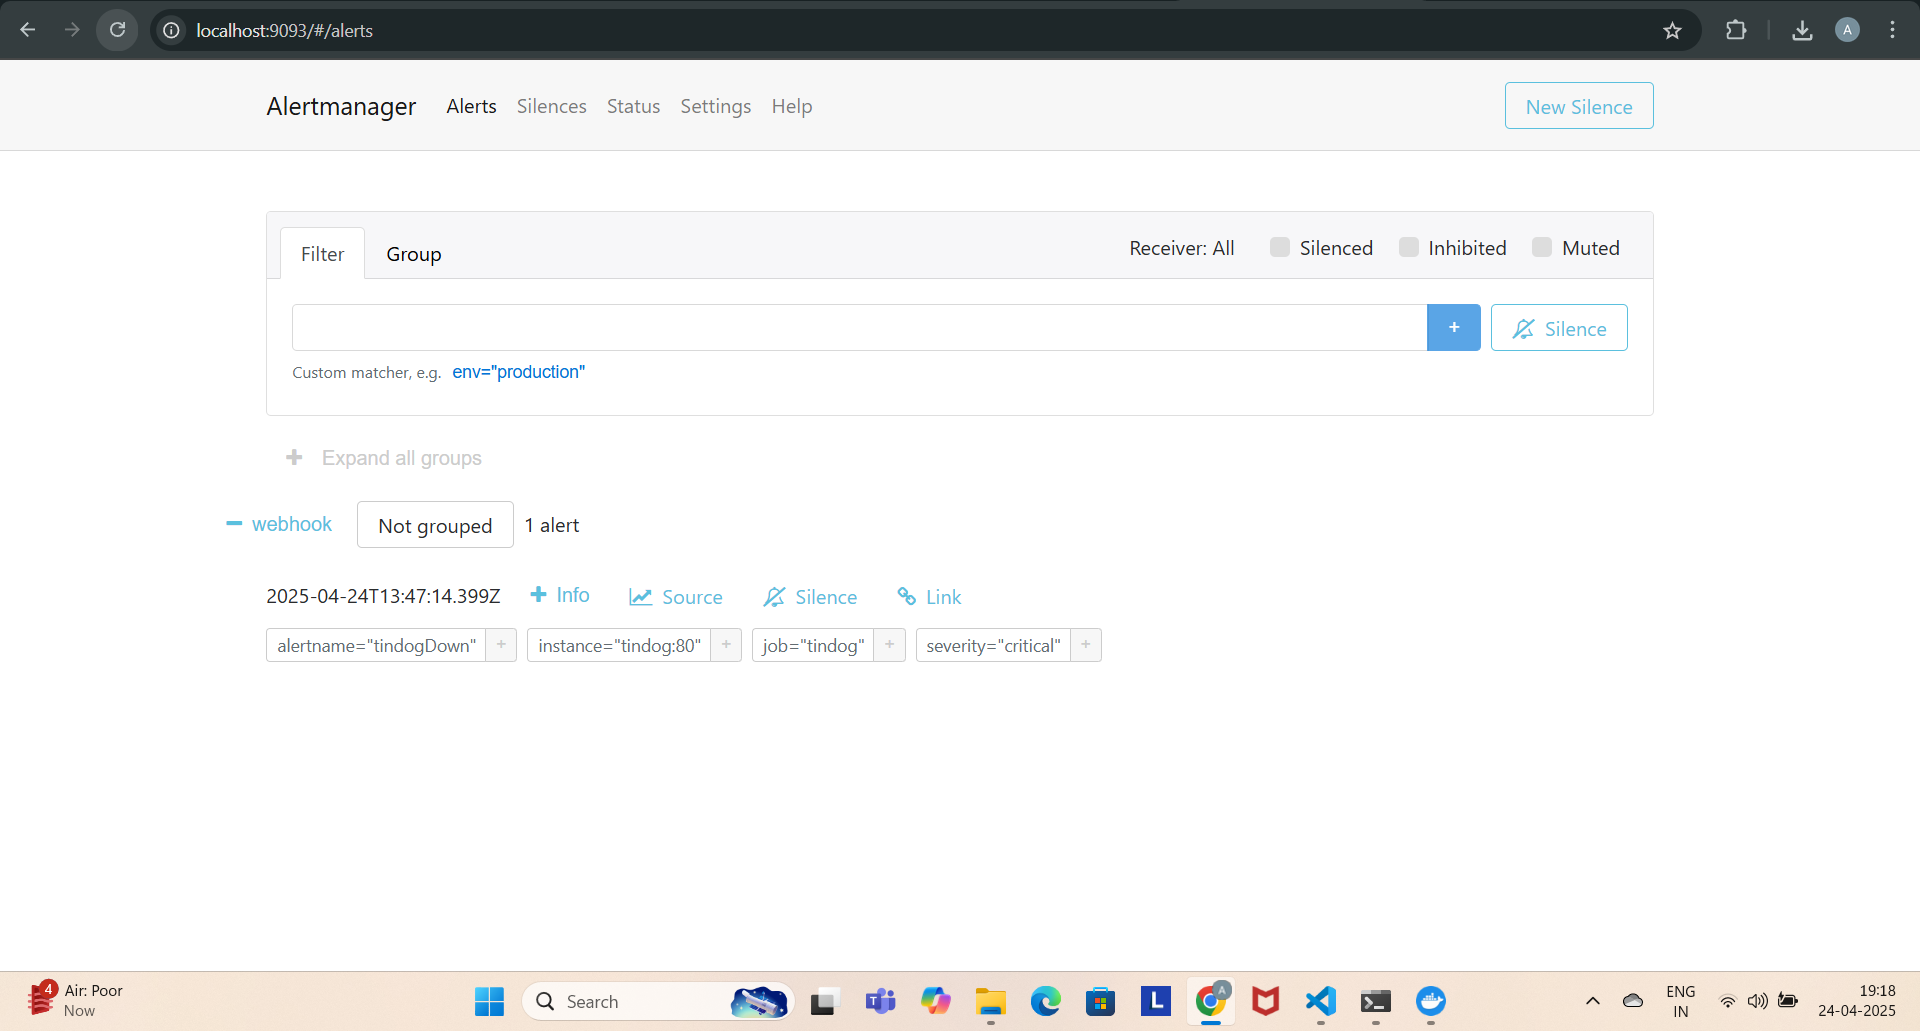 localhost:9093/#/alerts
A
Alertmanager Alerts Silences Status Settings Help New Silence
Filter Group Receiver: All Silenced Inhibited Muted
+ Silence
Custom matcher, e.g. env="production"
+ Expand all groups
webhook Not grouped 1 alert
2025-04-24T13:47:14.399Z + Info Source Silence Link
alertname="tindogDown" + instance="tindog:80" + job="tindog" + severity="critical" +
4 Air: Poor
Now
Search
T
L
A
ENG
IN
19:18
24-04-2025